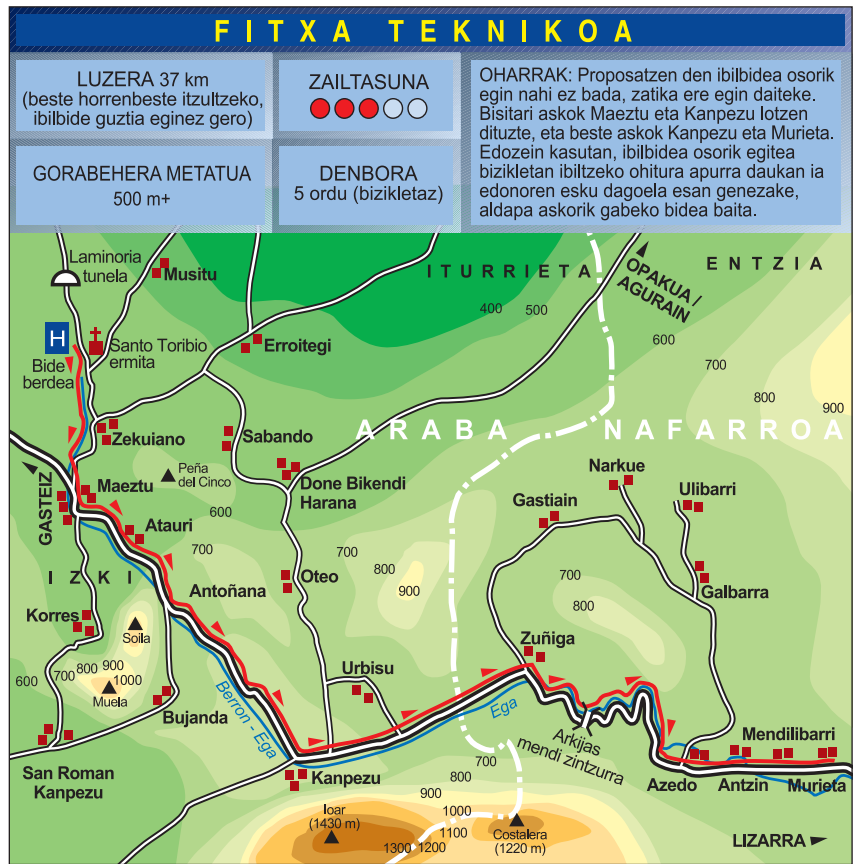 FITXA TEKNIKOA
LUZERA 37 km
(beste horrenbeste itzultzeko,
ibilbide guztia eginez gero)
ZAILTASUNA
GORABEHERA METATUA
500 m+
DENBORA
5 ordu (bizikletaz)
OHARRAK: Proposatzen den ibilbidea osorik
egin nahi ez bada, zatika ere egin daiteke.
Bisitari askok Maeztu eta Kanpezu lotzen
dituzte, eta beste askok Kanpezu eta Murieta.
Edozein kasutan, ibilbidea osorik egitea
bizikletan ibiltzeko ohitura apurra daukan ia
edonoren esku dagoela esan genezake,
aldapa askorik gabeko bidea baita.
Laminoria
tunela
Musitu
ITURRIETA
ENTZIA
OPAKUA /
AGURAIN
400
500
600
700
800
900
H
Bide
berdea
Santo Toribio
ermita
Erroitegi
Zekuiano
Sabando
ARABA
NAFARROA
GASTEIZ
Maeztu
Peña
del Cinco
600
Done Bikendi
Harana
Narkue
Gastiain
Ulibarri
Atauri
700
IZKI
Antoñana
Oteo
700
800
900
700
800
Galbarra
Korres
Soila
600
700
800
900
1000
Muela
Zuñiga
Urbisu
Bujanda
Berron - Ega
Ega
Arkijas
mendi zintzurra
San Roman
Kanpezu
Kanpezu
Mendilibarri
Azedo
Antzin
Murieta
700
800
900
1000
1100
1200
1300
Ioar
(1430 m)
Costalera
(1220 m)
LIZARRA